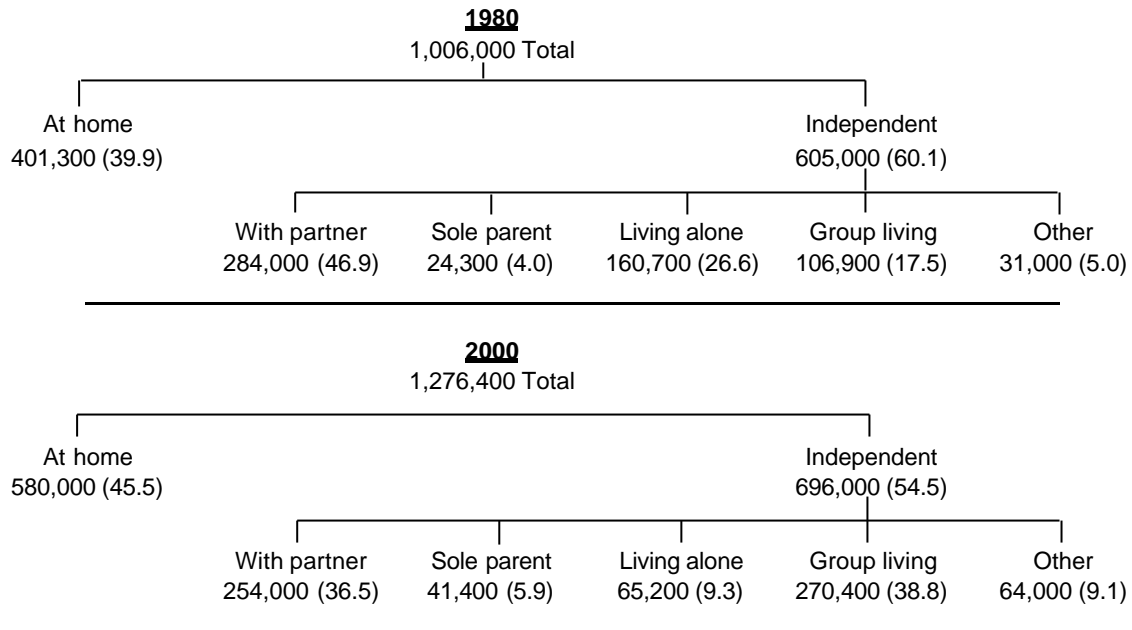 1980
1,006,000 Total
At home Independent
401,300 (39.9) 605,000 (60.1)
With partner Sole parent Living alone Group living Other
284,000 (46.9) 24,300 (4.0) 160,700 (26.6) 106,900 (17.5) 31,000 (5.0)
2000
1,276,400 Total
At home Independent
580,000 (45.5) 696,000 (54.5)
With partner Sole parent Living alone Group living Other
254,000 (36.5) 41,400 (5.9) 65,200 (9.3) 270,400 (38.8) 64,000 (9.1)